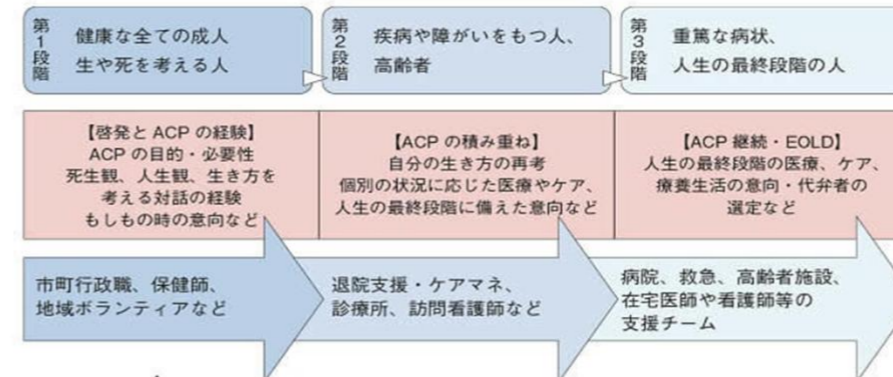 第1段階
健康な全ての成人
生や死を考える人
第2段階
疾病や障がいをもつ人、
高齢者
第3段階
重篤な病状、
人生の最終段階の人
【啓発と ACP の経験】
ACP の目的・必要性
死生観、人生観、生き方を
考える対話の経験
もしもの時の意向など
【ACP の積み重ね】
自分の生き方の再考
個別の状況に応じた医療やケア、
人生の最終段階に備えた意向など
【ACP 継続・EOLD】
人生の最終段階の医療、ケア、
療養生活の意向・代弁者の
選定など
市町行政職、保健師、
地域ボランティアなど
退院支援・ケアマネ、
診療所、訪問看護師など
病院、救急、高齢者施設、
在宅医師や看護師等の
支援チーム